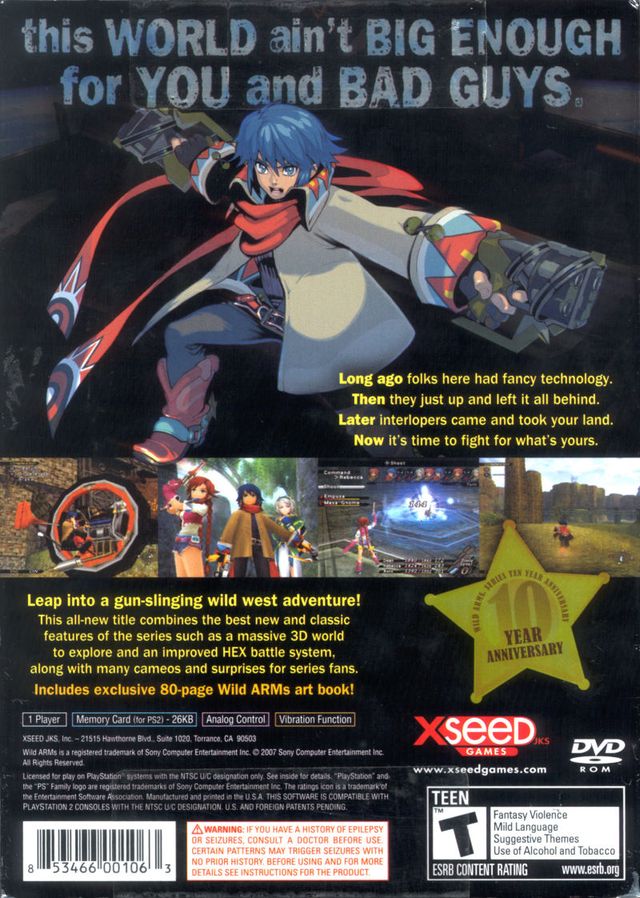 this WORLD ain't BIG ENOUGH
for YOU and BAD GUYS.
Long ago folks here had fancy technology.
Then they just up and left it all behind.
Later interlopers came and took your land.
Now it's time to fight for what's yours.
Command
Rebecca
Shoot
WILD ARMS SERIES TEN YEAR ANNIVERSARY
10
YEAR
ANNIVERSARY
Leap into a gun-slinging wild west adventure!
This all-new title combines the best new and classic
features of the series such as a massive 3D world
to explore and an improved HEX battle system,
along with many cameos and surprises for series fans.
Includes exclusive 80-page Wild ARMs art book!
1 Player
Memory Card (for PS2) - 26KB
Analog Control
Vibration Function
XSEED JKS
GAMES
www.xseedgames.com
DVD
ROM
XSEED JKS, Inc. – 21515 Hawthorne Blvd., Suite 1020, Torrance, CA 90503
Wild ARMs is a registered trademark of Sony Computer Entertainment Inc. © 2007 Sony Computer Entertainment Inc.
All Rights Reserved.
Licensed for play on PlayStation® systems with the NTSC U/C designation only. See inside for details. "PlayStation" and
the "PS" Family logo are registered trademarks of Sony Computer Entertainment Inc. The ratings icon is a trademark of
the Entertainment Software Association. Manufactured and printed in the U.S.A. THIS SOFTWARE IS COMPATIBLE WITH
PLAYSTATION 2 CONSOLES WITH THE NTSC U/C DESIGNATION. U.S. AND FOREIGN PATENTS PENDING.
8 53466 00106 3
WARNING: IF YOU HAVE A HISTORY OF EPILEPSY
OR SEIZURES, CONSULT A DOCTOR BEFORE USE.
CERTAIN PATTERNS MAY TRIGGER SEIZURES WITH
NO PRIOR HISTORY. BEFORE USING AND FOR MORE
DETAILS SEE INSTRUCTIONS FOR THE PRODUCT.
TEEN
T
TM
®
Fantasy Violence
Mild Language
Suggestive Themes
Use of Alcohol and Tobacco
ESRB CONTENT RATING
www.esrb.org